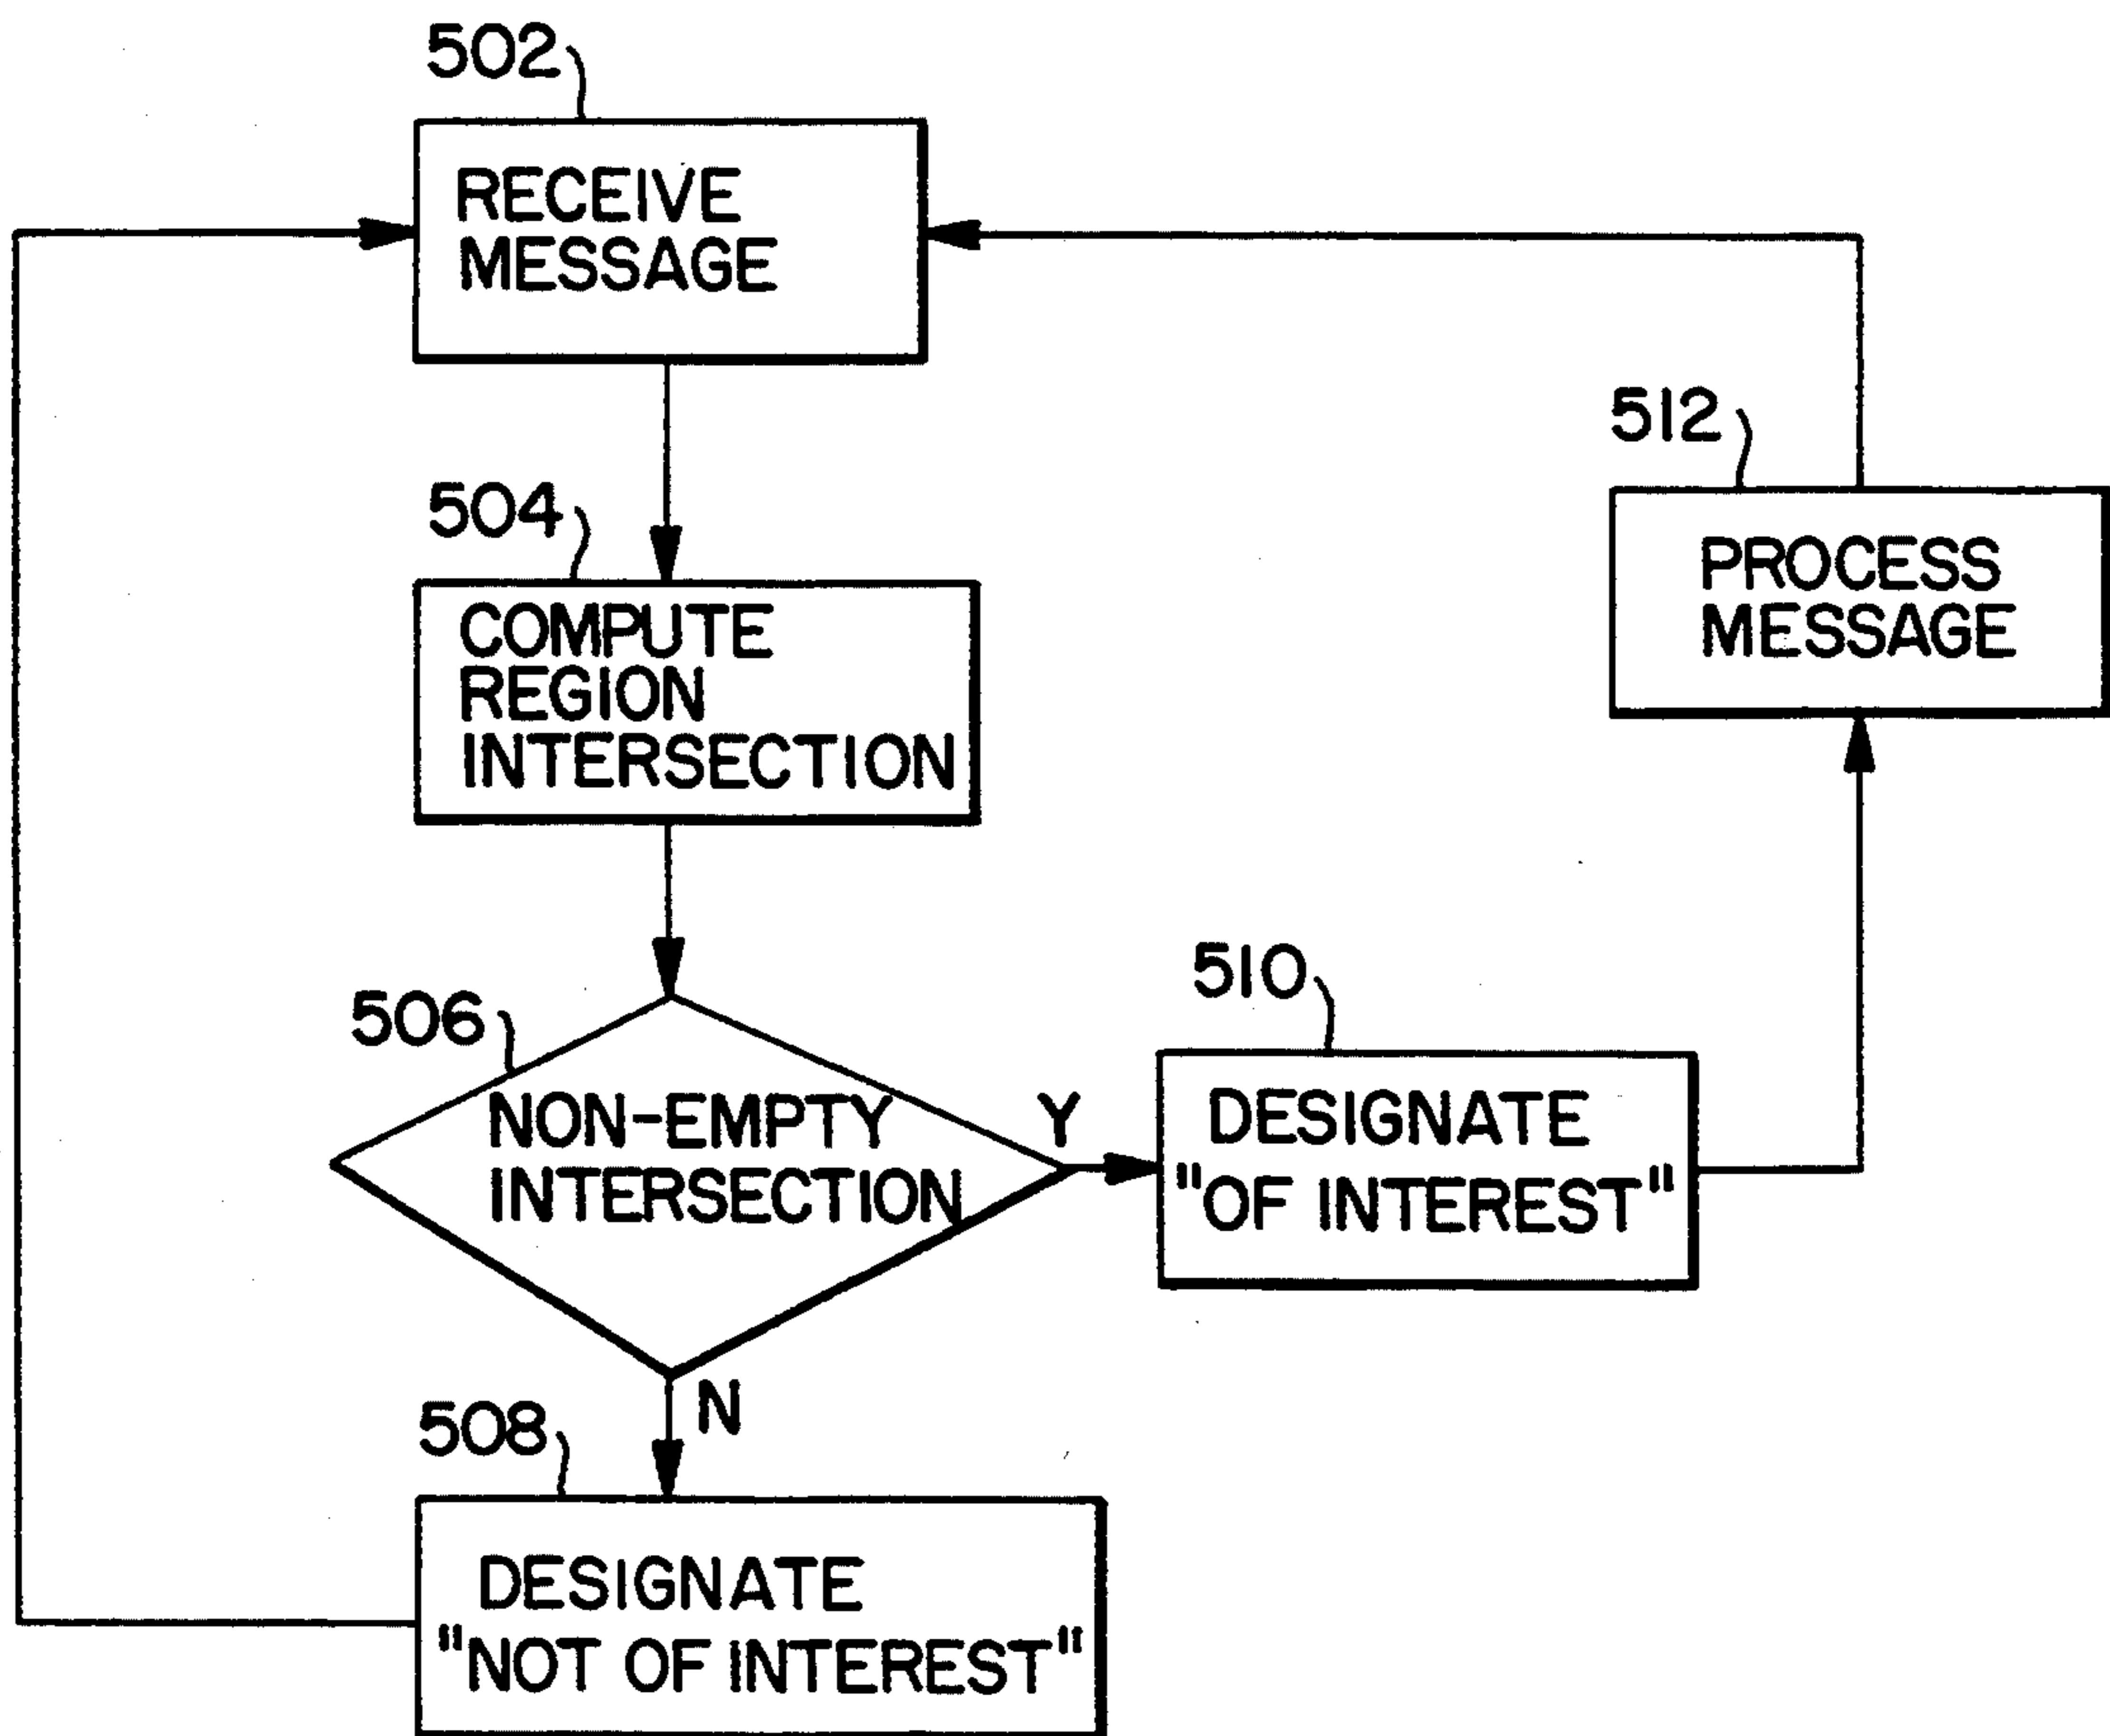 502
RECEIVE
MESSAGE
504
COMPUTE
REGION
INTERSECTION
506
NON-EMPTY
INTERSECTION
Y
N
508
DESIGNATE
"NOT OF INTEREST"
510
DESIGNATE
"OF INTEREST"
512
PROCESS
MESSAGE